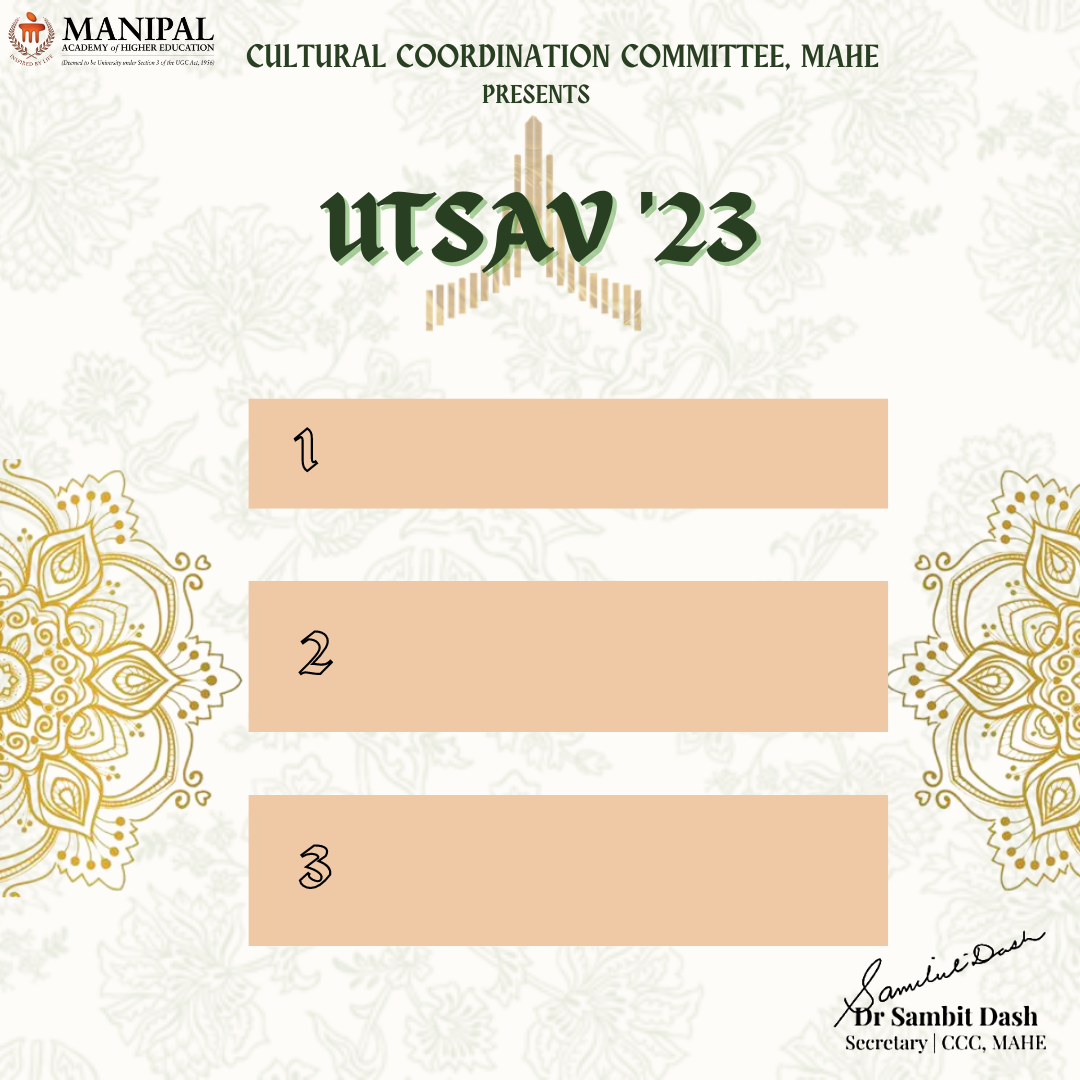 MANIPAL
ACADEMY of HIGHER EDUCATION
(Deemed to be University under Section 3 of the UGC Act, 1956)
INSPIRED BY LIFE
CULTURAL COORDINATION COMMITTEE, MAHE
PRESENTS
UTSAV '23
1
2
3
Sambit Dash
Dr Sambit Dash
Secretary | CCC, MAHE